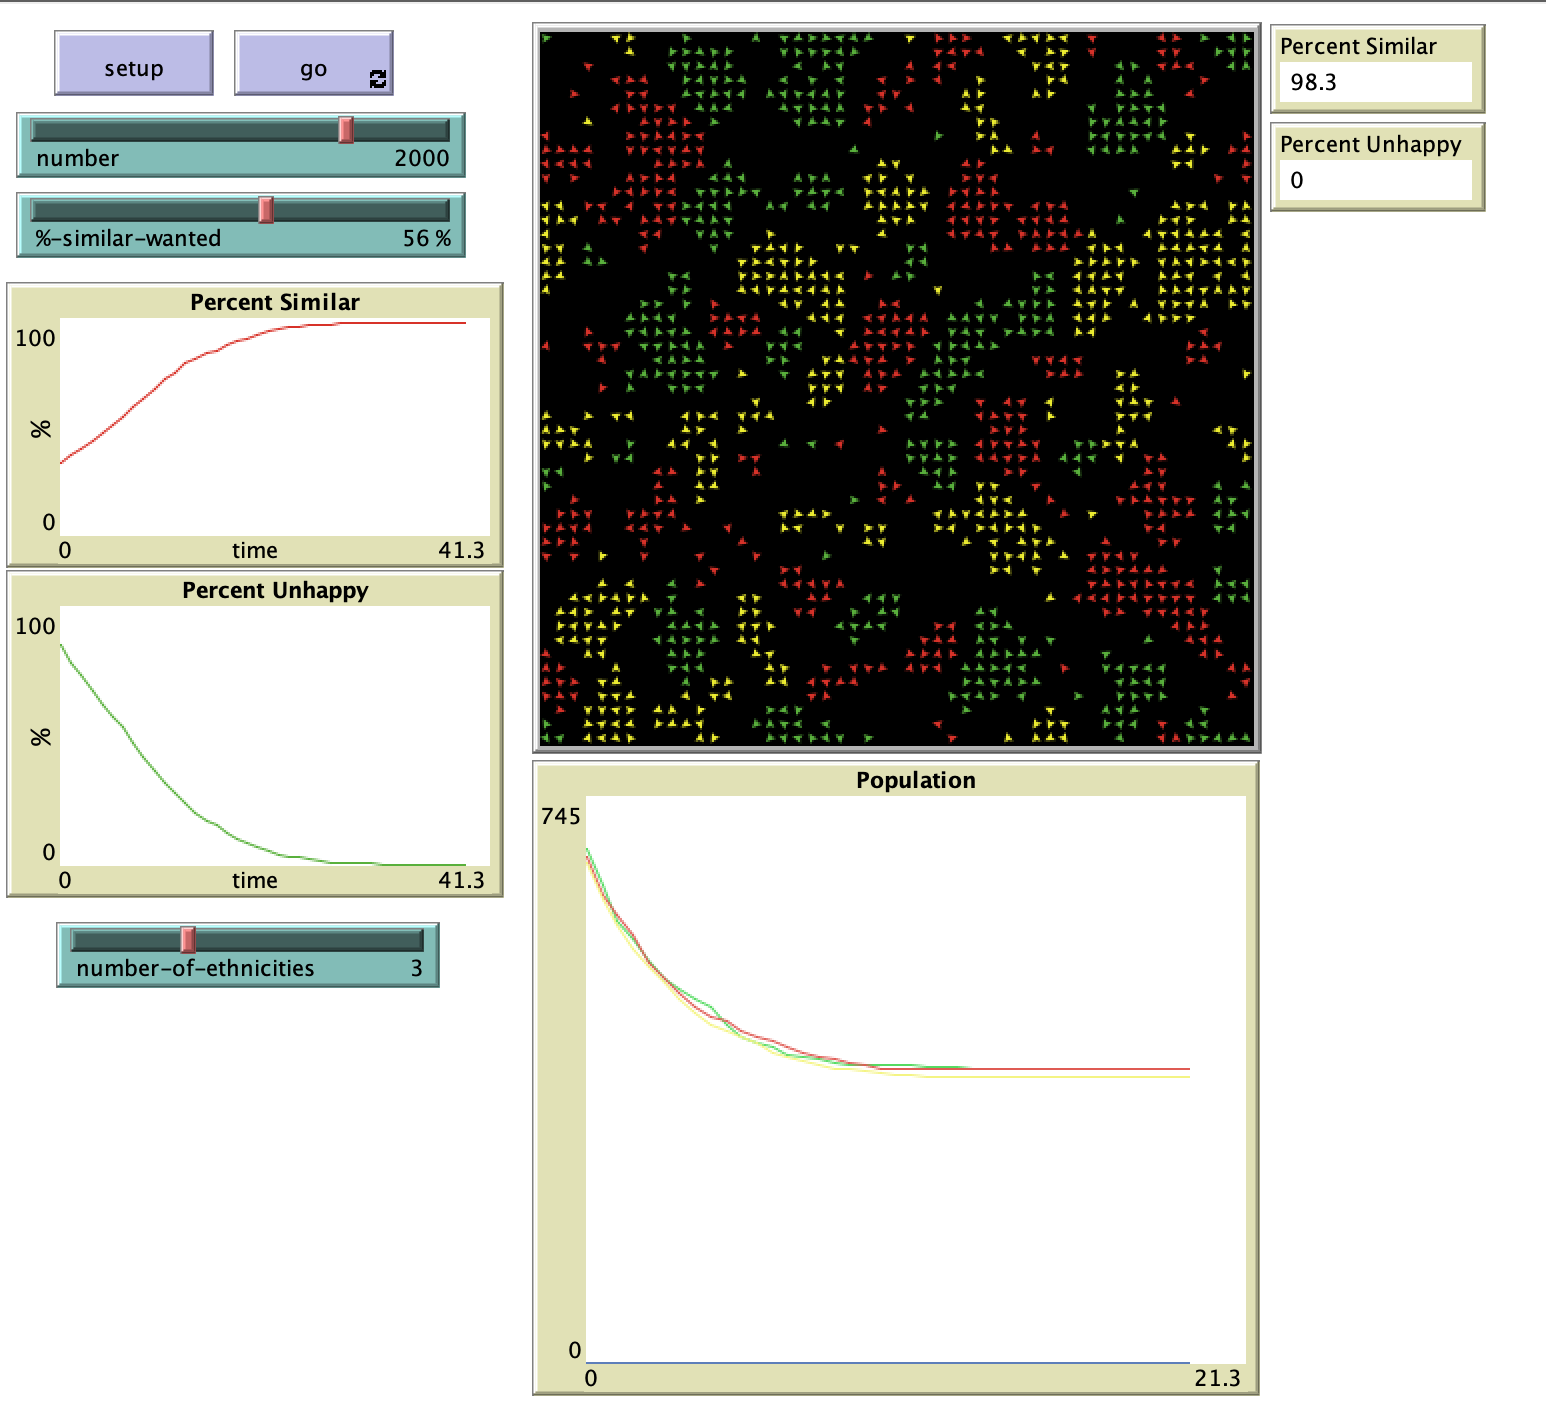 setup
go
number 2000
%-similar-wanted 56 %
Percent Similar
100
%
0
0 time 41.3
Percent Unhappy
100
%
0
0 time 41.3
number-of-ethnicities 3
Percent Similar
98.3
Percent Unhappy
0
Population
745
0
0 21.3